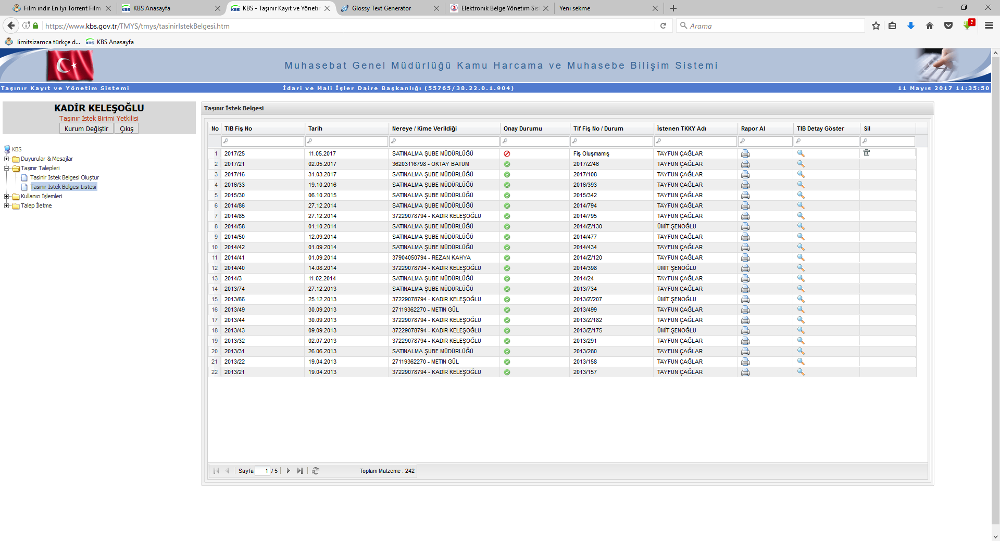 Film indir En İyi Torrent Film
KBS Anasayfa
KBS - Taşınır Kayıt ve Yönetim
Glossy Text Generator
Elektronik Belge Yönetim Sis
Yeni sekme
https://www.kbs.gov.tr/TMYS/tmys/tasinirIstekBelgesi.htm
Arama
limitsizamca türkçe d...
KBS Anasayfa
Muhasebat Genel Müdürlüğü Kamu Harcama ve Muhasebe Bilişim Sistemi
Taşınır Kayıt ve Yönetim Sistemi İdari ve Mali İşler Daire Başkanlığı (55765/38.22.0.1.904) 11 Mayıs 2017 11:35:50
KADİR KELEŞOĞLU
Taşınır İstek Birimi Yetkilisi
Kurum Değiştir Çıkış
KBS
Duyurular & Mesajlar
Taşınır Talepleri
Tasinir Istek Belgesi Oluştur
Tasinir Istek Belgesi Listesi
Kullanıcı İşlemleri
Talep İletme
Taşınır İstek Belgesi
No TIB Fiş No Tarih Nereye / Kime Verildiği Onay Durumu Tif Fiş No / Durum İstenen TKKY Adı Rapor Al TIB Detay Göster Sil
1 2017/25 11.05.2017 SATINALMA ŞUBE MÜDÜRLÜĞÜ Fiş Oluşmamış TAYFUN ÇAĞLAR
2 2017/21 02.05.2017 36203116798 - OKTAY BATUM 2017/Z/46 TAYFUN ÇAĞLAR
3 2017/16 31.03.2017 SATINALMA ŞUBE MÜDÜRLÜĞÜ 2017/108 TAYFUN ÇAĞLAR
4 2016/33 19.10.2016 SATINALMA ŞUBE MÜDÜRLÜĞÜ 2016/393 TAYFUN ÇAĞLAR
5 2015/30 06.10.2015 SATINALMA ŞUBE MÜDÜRLÜĞÜ 2015/342 TAYFUN ÇAĞLAR
6 2014/86 27.12.2014 SATINALMA ŞUBE MÜDÜRLÜĞÜ 2014/794 TAYFUN ÇAĞLAR
7 2014/85 27.12.2014 37229078794 - KADIR KELEŞOĞLU 2014/795 TAYFUN ÇAĞLAR
8 2014/58 01.10.2014 SATINALMA ŞUBE MÜDÜRLÜĞÜ 2014/Z/130 ÜMİT ŞENOĞLU
9 2014/50 12.09.2014 SATINALMA ŞUBE MÜDÜRLÜĞÜ 2014/477 TAYFUN ÇAĞLAR
10 2014/42 01.09.2014 SATINALMA ŞUBE MÜDÜRLÜĞÜ 2014/434 TAYFUN ÇAĞLAR
11 2014/41 01.09.2014 37904050794 - REZAN KAHYA 2014/Z/120 TAYFUN ÇAĞLAR
12 2014/40 14.08.2014 37229078794 - KADIR KELEŞOĞLU 2014/398 ÜMİT ŞENOĞLU
13 2014/3 11.02.2014 SATINALMA ŞUBE MÜDÜRLÜĞÜ 2014/24 TAYFUN ÇAĞLAR
14 2013/74 27.12.2013 SATINALMA ŞUBE MÜDÜRLÜĞÜ 2013/734 TAYFUN ÇAĞLAR
15 2013/66 25.12.2013 37229078794 - KADIR KELEŞOĞLU 2013/Z/207 ÜMİT ŞENOĞLU
16 2013/49 30.09.2013 27119362270 - METIN GÜL 2013/499 TAYFUN ÇAĞLAR
17 2013/44 30.09.2013 37229078794 - KADIR KELEŞOĞLU 2013/Z/182 TAYFUN ÇAĞLAR
18 2013/43 09.09.2013 37229078794 - KADIR KELEŞOĞLU 2013/Z/175 ÜMİT ŞENOĞLU
19 2013/32 02.07.2013 37229078794 - KADIR KELEŞOĞLU 2013/291 TAYFUN ÇAĞLAR
20 2013/31 26.06.2013 SATINALMA ŞUBE MÜDÜRLÜĞÜ 2013/280 TAYFUN ÇAĞLAR
21 2013/22 19.04.2013 27119362270 - METIN GÜL 2013/158 TAYFUN ÇAĞLAR
22 2013/21 19.04.2013 37229078794 - KADIR KELEŞOĞLU 2013/157 TAYFUN ÇAĞLAR
Sayfa 1 / 5 Toplam Malzeme : 242